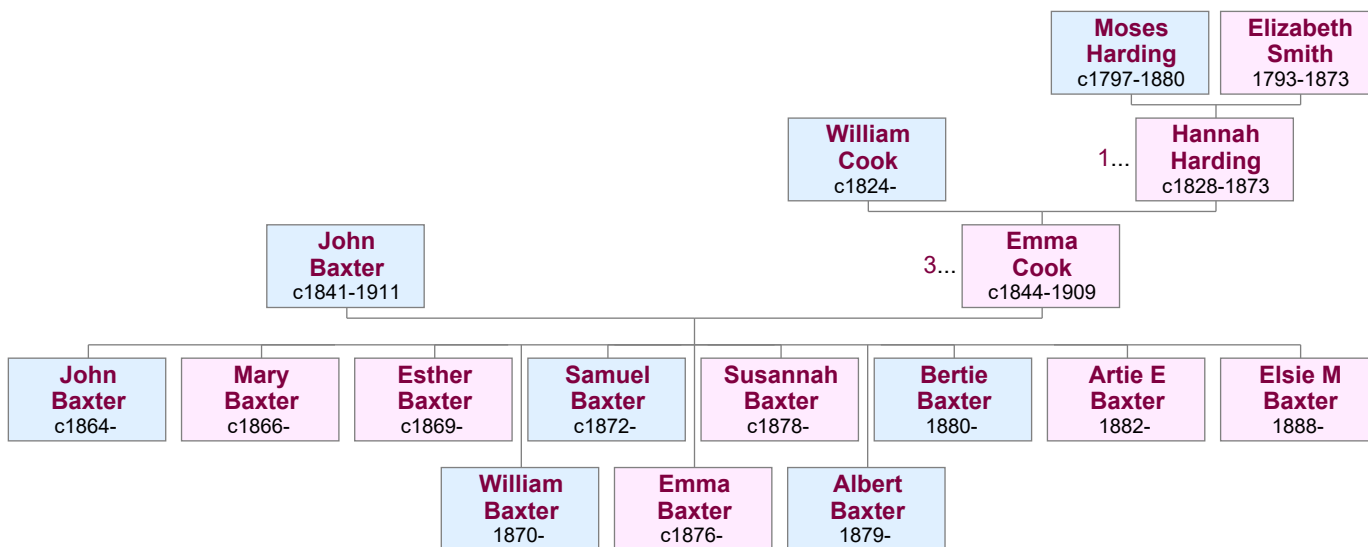 Moses
Harding
c1797-1880
Elizabeth
Smith
1793-1873
William
Cook
c1824-
1...
Hannah
Harding
c1828-1873
John
Baxter
c1841-1911
3...
Emma
Cook
c1844-1909
John
Baxter
c1864-
Mary
Baxter
c1866-
Esther
Baxter
c1869-
Samuel
Baxter
c1872-
Susannah
Baxter
c1878-
Bertie
Baxter
1880-
Artie E
Baxter
1882-
Elsie M
Baxter
1888-
William
Baxter
1870-
Emma
Baxter
c1876-
Albert
Baxter
1879-